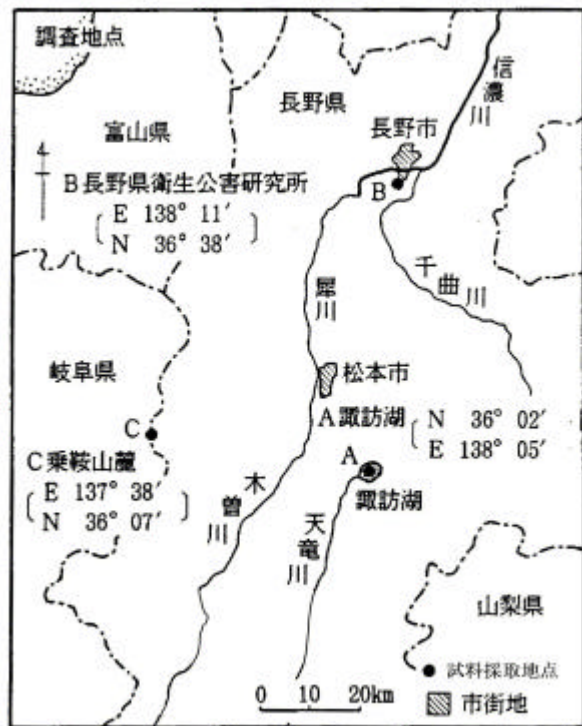 調査地点
富山県
長野県
信濃川
長野市
B長野県衛生公害研究所
E 138° 11′
N 36° 38′
B
千曲川
犀川
岐阜県
松本市
C
A諏訪湖
N 36° 02′
E 138° 05′
C乗鞍山麓
E 137° 38′
N 36° 07′
A
諏訪湖
木曽川
天竜川
山梨県
試料採取地点
市街地
0 10 20km